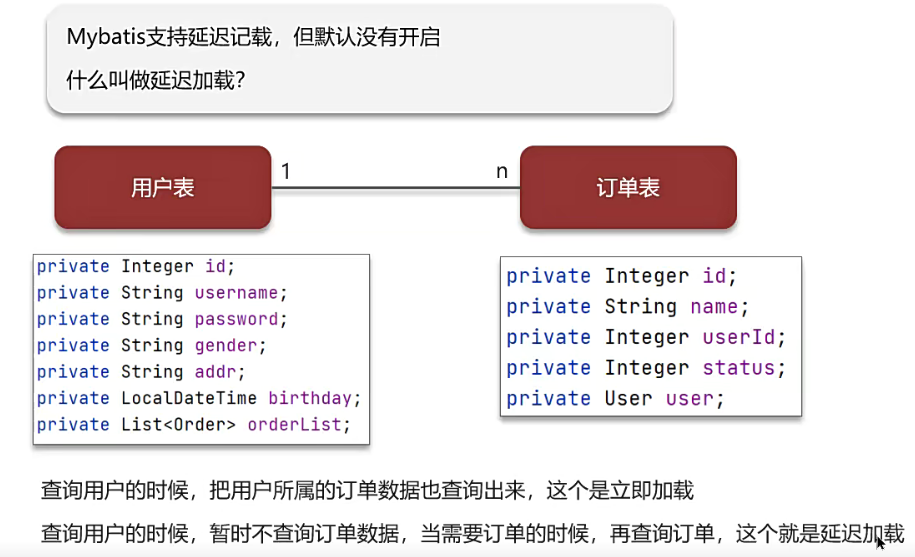 Mybatis支持延迟记载，但默认没有开启
什么叫做延迟加载？
用户表
1
n
订单表
private Integer id;
private String username;
private String password;
private String gender;
private String addr;
private LocalDateTime birthday;
private List<Order> orderList;
private Integer id;
private String name;
private Integer userId;
private Integer status;
private User user;
查询用户的时候，把用户所属的订单数据也查询出来，这个是立即加载
查询用户的时候，暂时不查询订单数据，当需要订单的时候，再查询订单，这个就是延迟加载